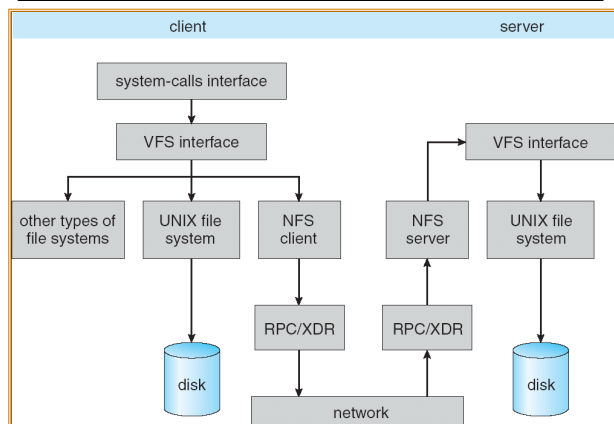 client
server
system-calls interface
VFS interface
VFS interface
other types of
file systems
UNIX file
system
NFS
client
NFS
server
UNIX file
system
RPC/XDR
RPC/XDR
disk
disk
network